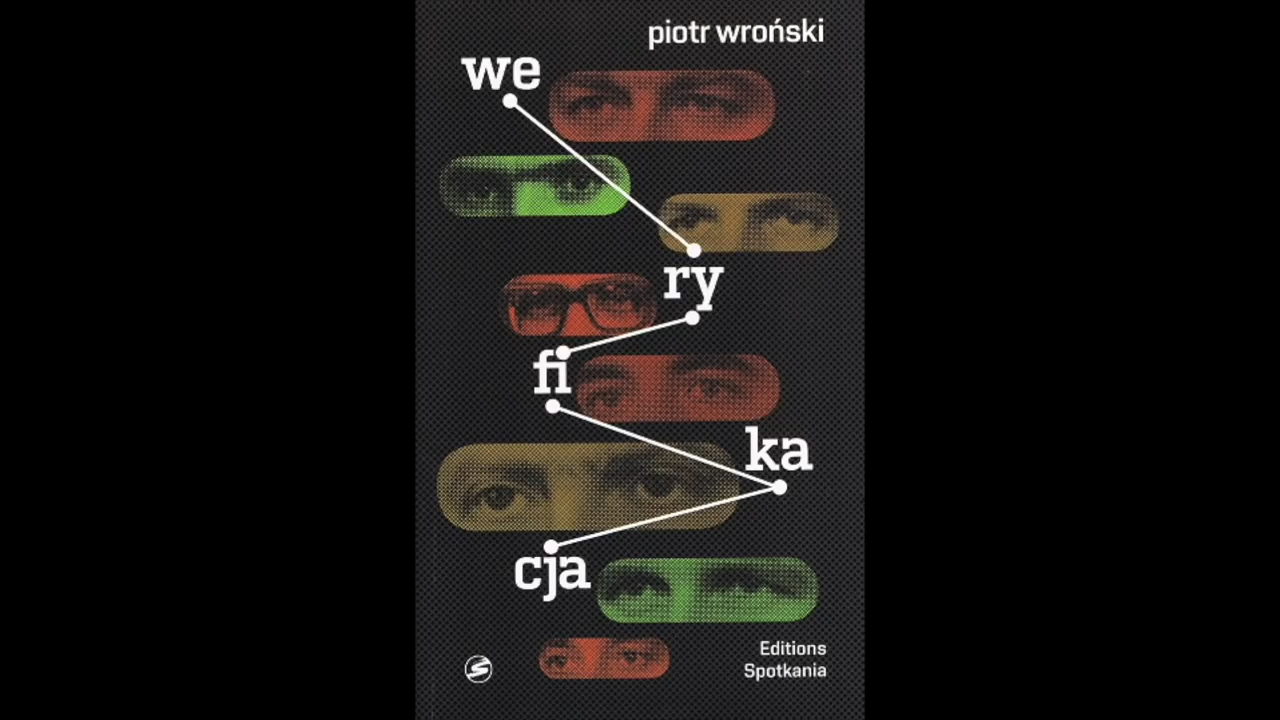 piotr wroński
we
ry
fi
ka
cja
Editions
Spotkania